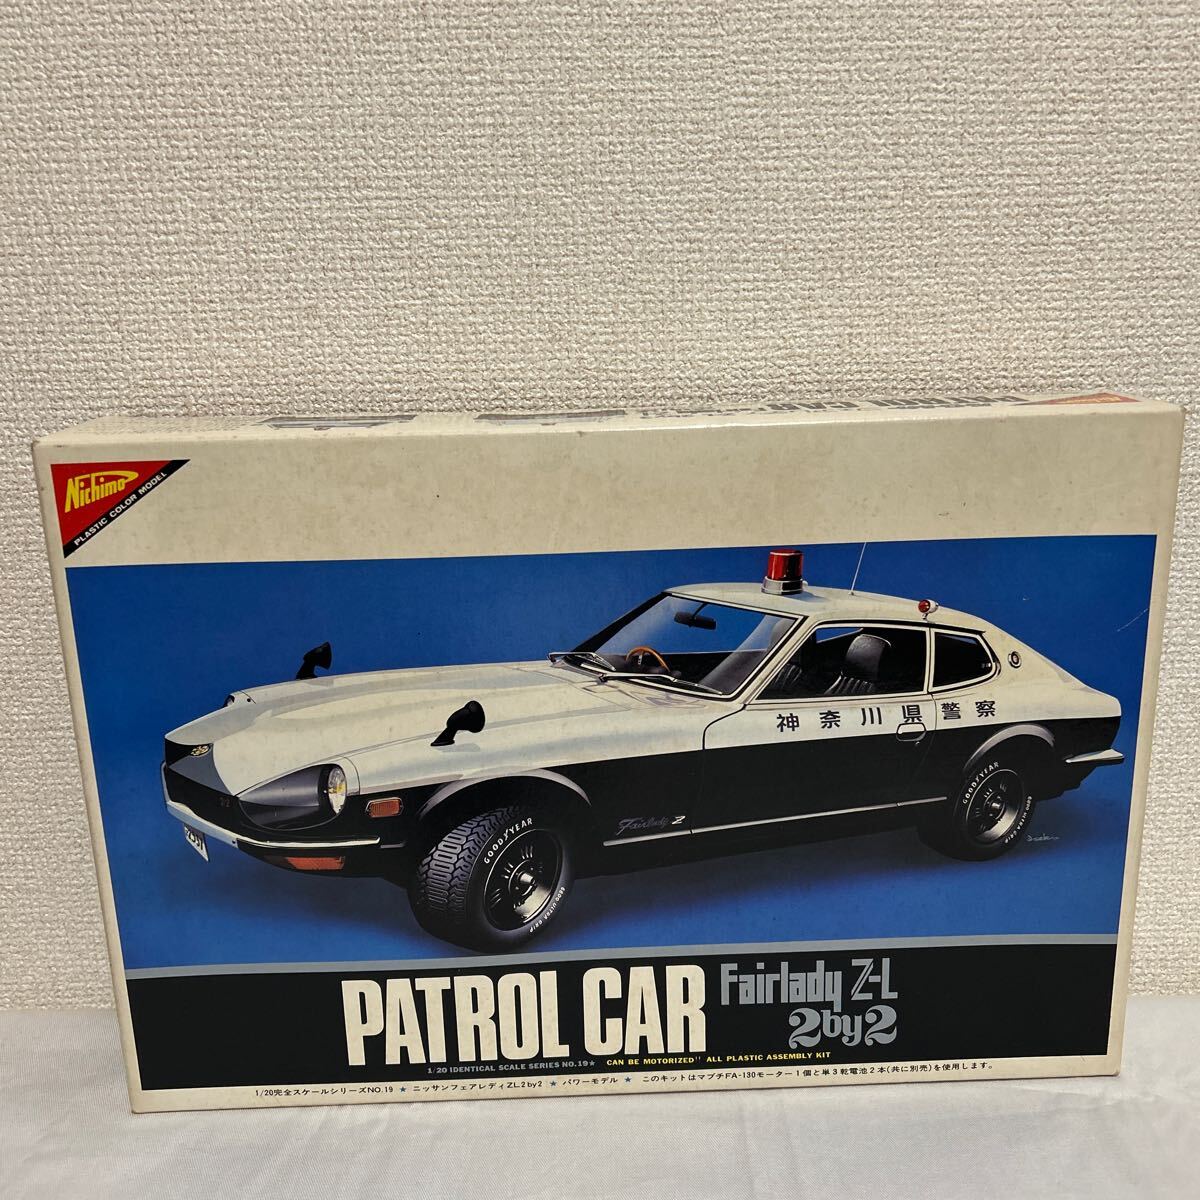 PATROL CAR
Nichimo
PLASTIC COLOR MODEL
神奈川県警察
GOODYEAR
GOODYEAR
Fairlady Z
PATROL CAR
Fairlady Z-L
2by2
1/20 IDENTICAL SCALE SERIES NO.19★ CAN BE MOTORIZED!! ALL PLASTIC ASSEMBLY KIT
1/20完全スケールシリーズNO.19 ★ ニッサンフェアレディZL2by2 ★ パワーモデル ★ このキットはマブチFA-130モーター1個と単3乾電池2本(共に別売)を使用します。